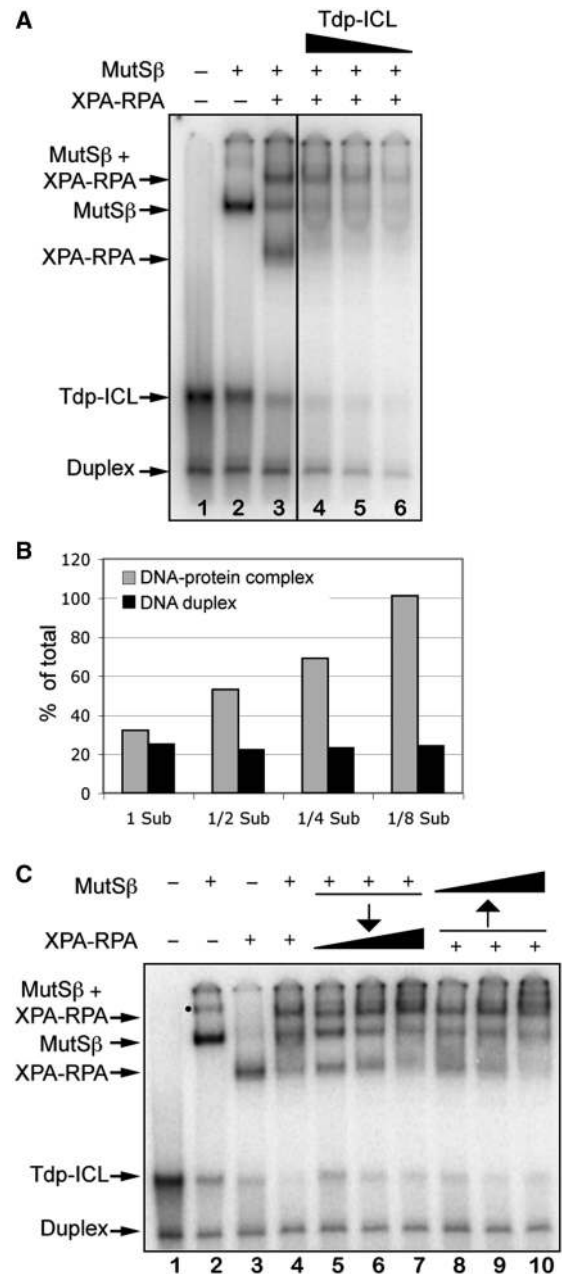 A
Tdp-ICL
MutSβ – + + + + +
XPA-RPA – – + + + +
MutSβ +
XPA-RPA
MutSβ
XPA-RPA
Tdp-ICL
Duplex
1 2 3 4 5 6
B
DNA-protein complex
DNA duplex
% of total
120
100
80
60
40
20
0
1 Sub 1/2 Sub 1/4 Sub 1/8 Sub
C
MutSβ – + – + + + +
XPA-RPA – – + + + + +
MutSβ +
XPA-RPA
MutSβ
XPA-RPA
Tdp-ICL
Duplex
1 2 3 4 5 6 7 8 9 10